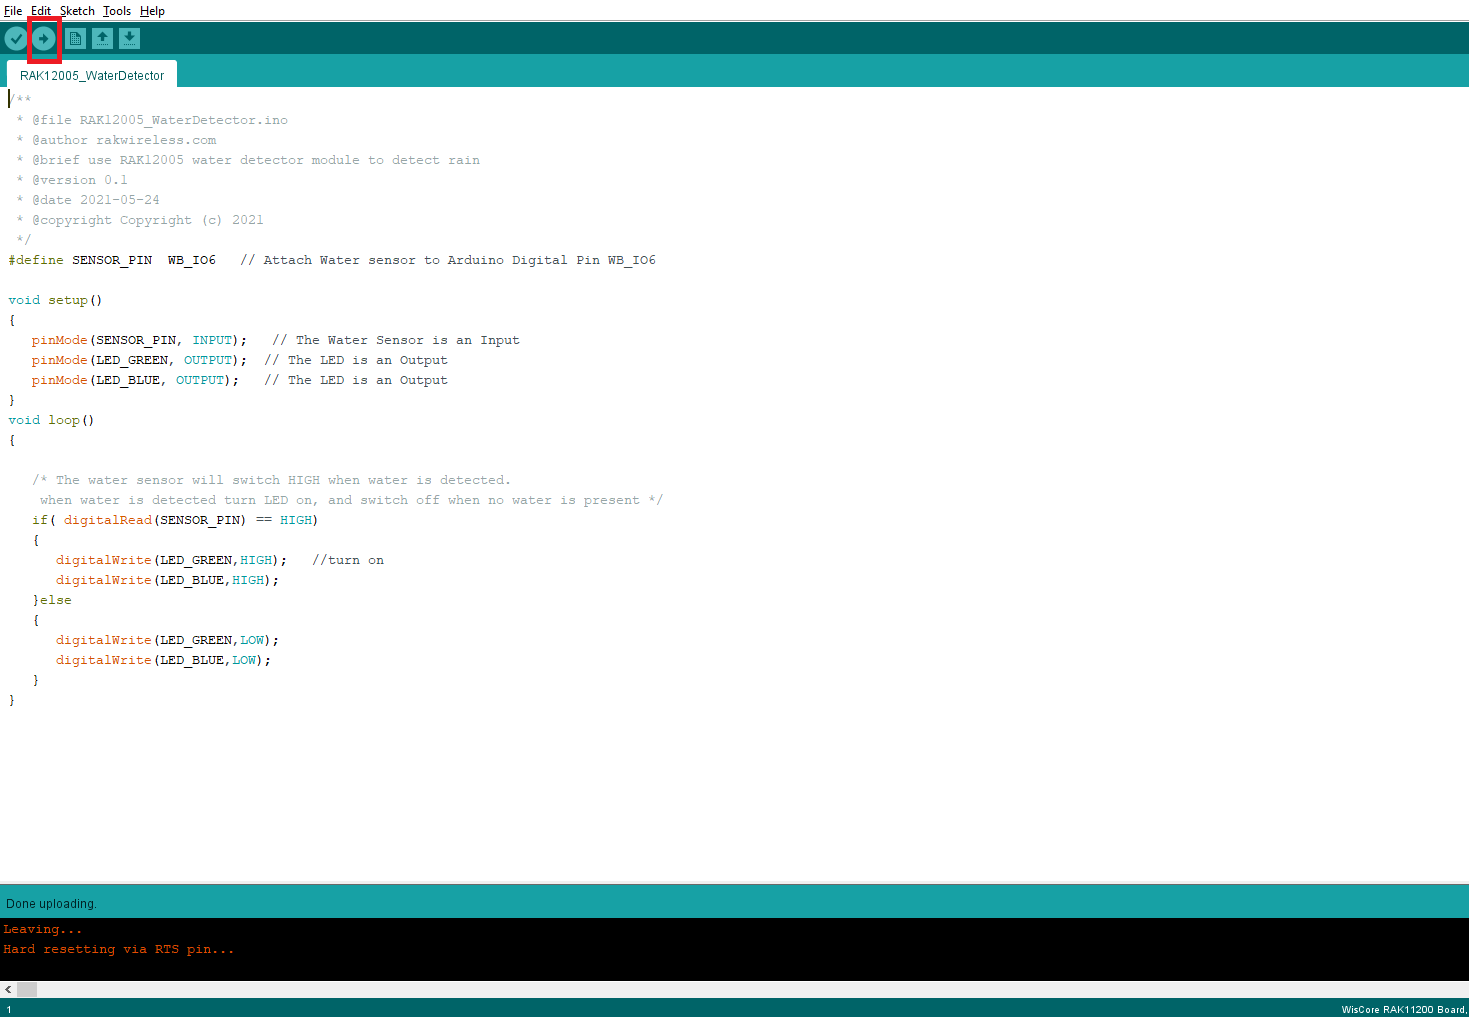 File Edit Sketch Tools Help
RAK12005_WaterDetector
/**
 * @file RAK12005_WaterDetector.ino
 * @author rakwireless.com
 * @brief use RAK12005 water detector module to detect rain
 * @version 0.1
 * @date 2021-05-24
 * @copyright Copyright (c) 2021
 */
#define SENSOR_PIN  WB_IO6   // Attach Water sensor to Arduino Digital Pin WB_IO6
void setup()
{
   pinMode(SENSOR_PIN, INPUT);   // The Water Sensor is an Input
   pinMode(LED_GREEN, OUTPUT);  // The LED is an Output
   pinMode(LED_BLUE, OUTPUT);   // The LED is an Output
}
void loop()
{
   /* The water sensor will switch HIGH when water is detected.
    when water is detected turn LED on, and switch off when no water is present */
   if( digitalRead(SENSOR_PIN) == HIGH)
   {
      digitalWrite(LED_GREEN,HIGH);   //turn on
      digitalWrite(LED_BLUE,HIGH);
   }else
   {
      digitalWrite(LED_GREEN,LOW);
      digitalWrite(LED_BLUE,LOW);
   }
}
Done uploading.
Leaving...
Hard resetting via RTS pin...
1
WisCore RAK11200 Board,